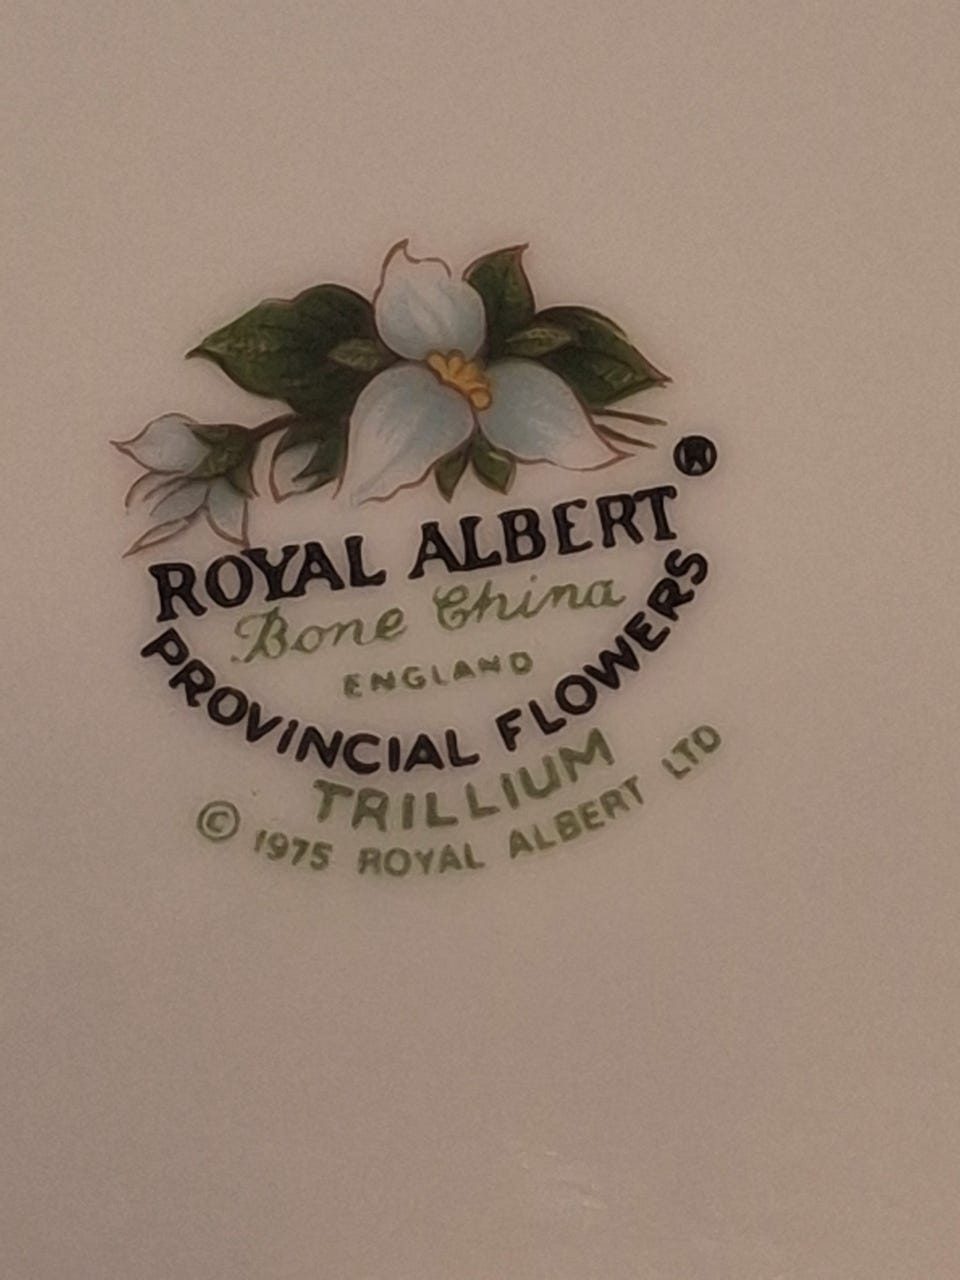 ®
ROYAL ALBERT
Bone China
ENGLAND
PROVINCIAL FLOWERS
TRILLIUM
© 1975 ROYAL ALBERT LTD